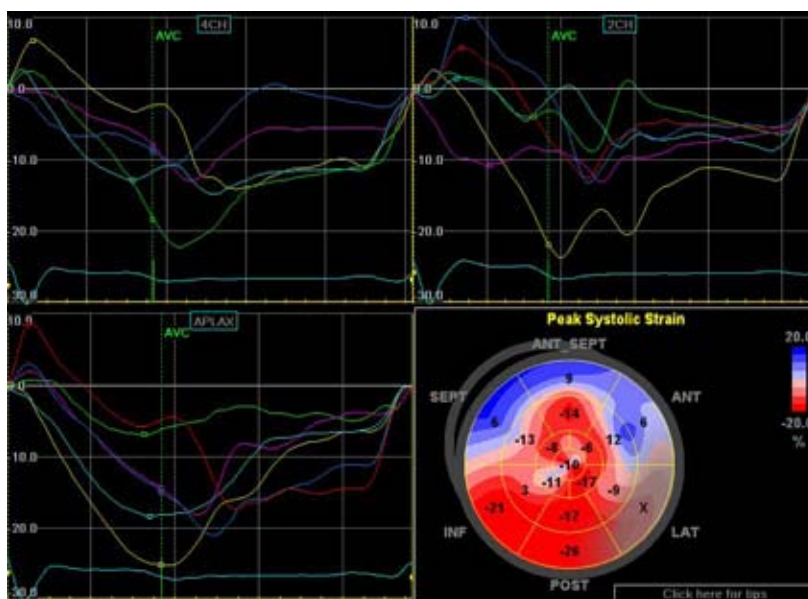 10.0
4CH
AVC
0.0
10.0
20.0
30.0
10.0
2CH
AVC
0.0
10.0
20.0
30.0
10.0
APLAX
AVC
0.0
10.0
20.0
30.0
Peak Systolic Strain
ANT_SEPT
SEPT
ANT
INF
LAT
POST
20.0
-20.0
%
9
6
6
-14
-13
12
-8
-6
-10
-11
-17
3
-9
-21
X
-17
-26
Click here for tips